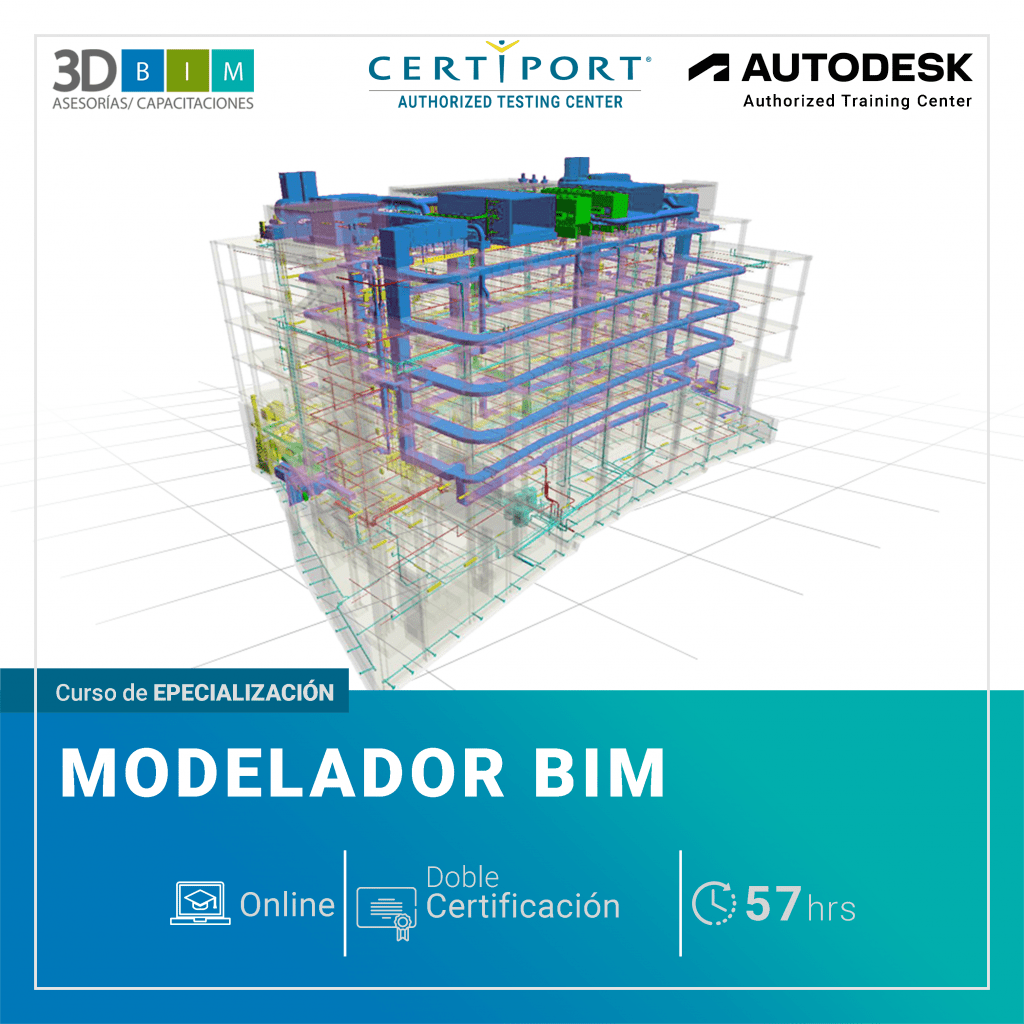 3D BIM
ASESORÍAS/ CAPACITACIONES
CERTIPORT®
AUTHORIZED TESTING CENTER
AUTODESK
Authorized Training Center
Curso de EPECIALIZACIÓN
MODELADOR BIM
Online
Doble
Certificación
57 hrs